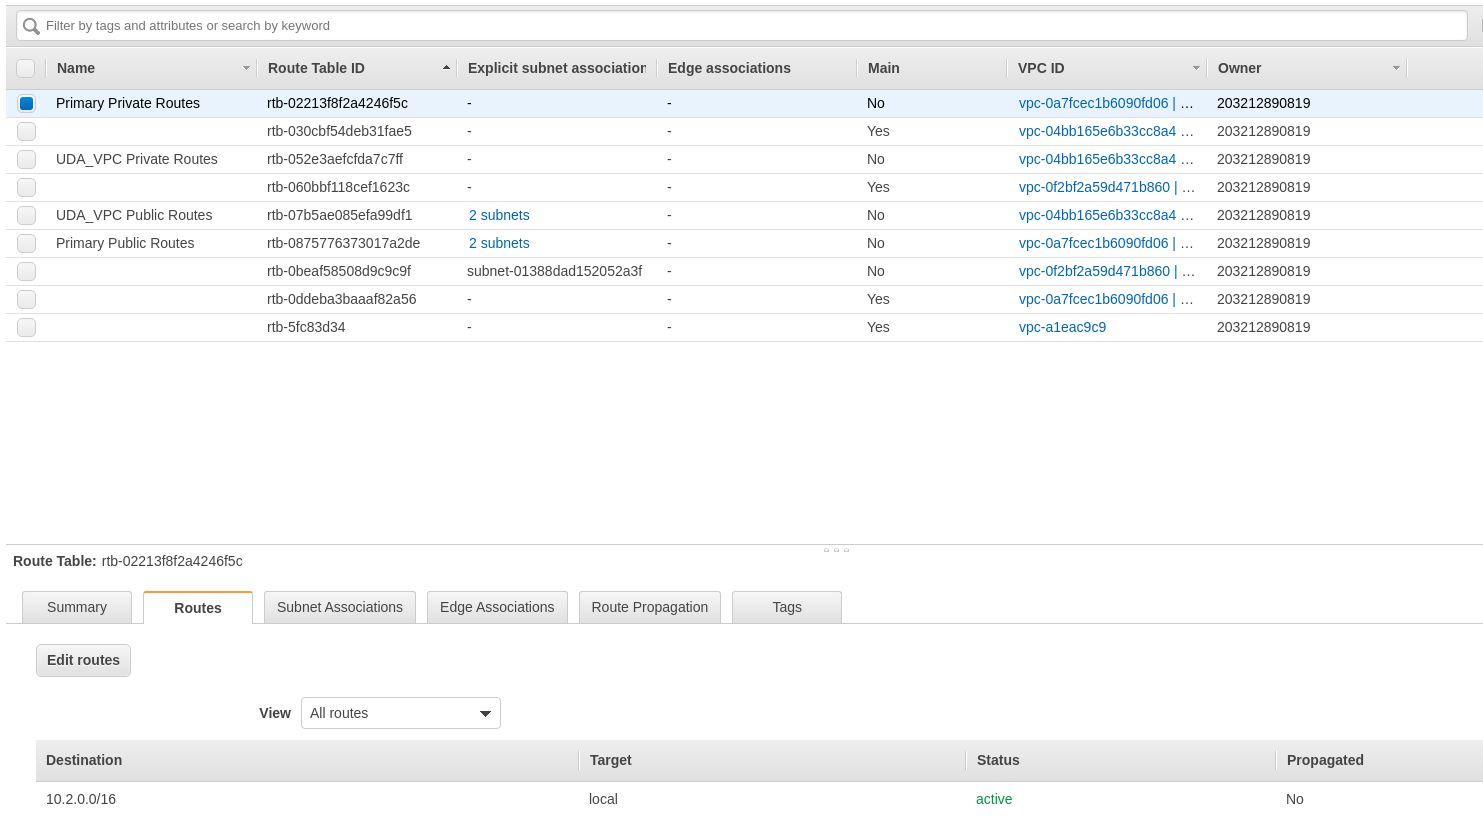 Filter by tags and attributes or search by keyword
Name Route Table ID Explicit subnet association Edge associations Main VPC ID Owner
Primary Private Routes rtb-02213f8f2a4246f5c - - No vpc-0a7fcec1b6090fd06 | … 203212890819
rtb-030cbf54deb31fae5 - - Yes vpc-04bb165e6b33cc8a4 … 203212890819
UDA_VPC Private Routes rtb-052e3aefcfda7c7ff - - No vpc-04bb165e6b33cc8a4 … 203212890819
rtb-060bbf118cef1623c - - Yes vpc-0f2bf2a59d471b860 | … 203212890819
UDA_VPC Public Routes rtb-07b5ae085efa99df1 2 subnets - No vpc-04bb165e6b33cc8a4 … 203212890819
Primary Public Routes rtb-0875776373017a2de 2 subnets - No vpc-0a7fcec1b6090fd06 | … 203212890819
rtb-0beaf58508d9c9c9f subnet-01388dad152052a3f - No vpc-0f2bf2a59d471b860 | … 203212890819
rtb-0ddeba3baaaf82a56 - - Yes vpc-0a7fcec1b6090fd06 | … 203212890819
rtb-5fc83d34 - - Yes vpc-a1eac9c9 203212890819
Route Table: rtb-02213f8f2a4246f5c
Summary Routes Subnet Associations Edge Associations Route Propagation Tags
Edit routes
View All routes
Destination Target Status Propagated
10.2.0.0/16 local active No